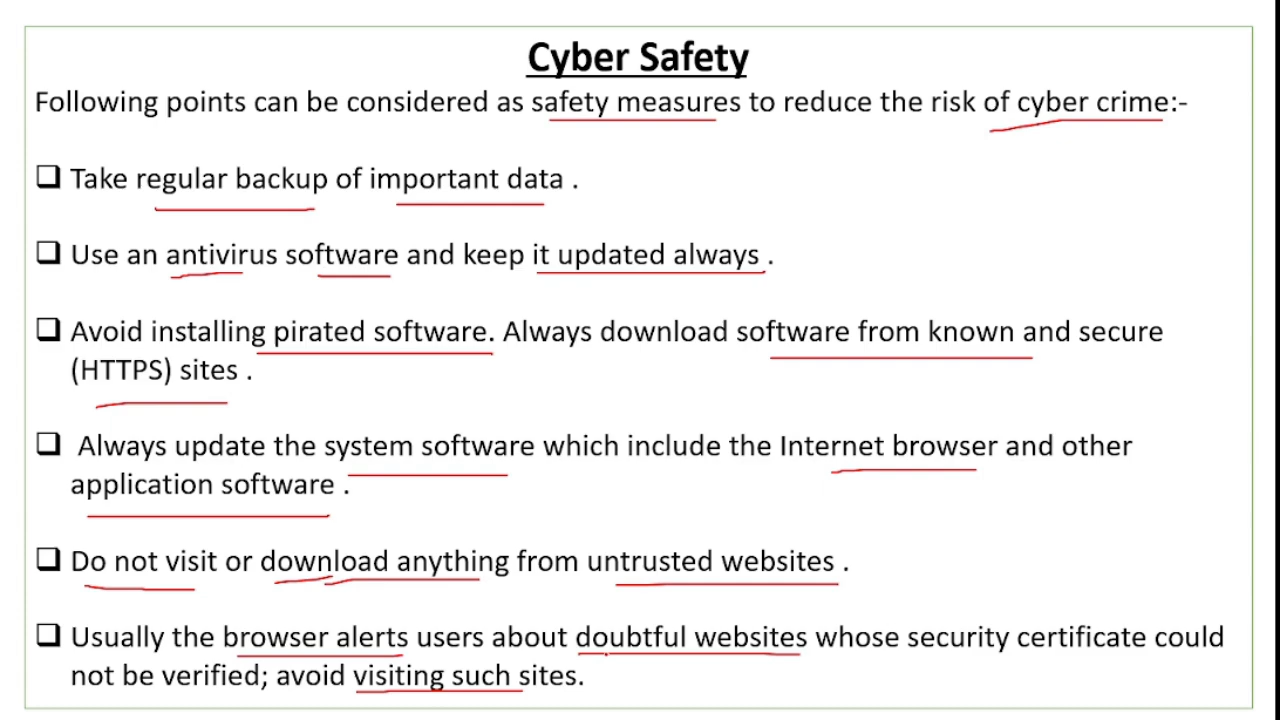 Cyber Safety
Following points can be considered as safety measures to reduce the risk of cyber crime:-
❑ Take regular backup of important data .
❑ Use an antivirus software and keep it updated always .
❑ Avoid installing pirated software. Always download software from known and secure
(HTTPS) sites .
❑ Always update the system software which include the Internet browser and other
application software .
❑ Do not visit or download anything from untrusted websites .
❑ Usually the browser alerts users about doubtful websites whose security certificate could
not be verified; avoid visiting such sites.